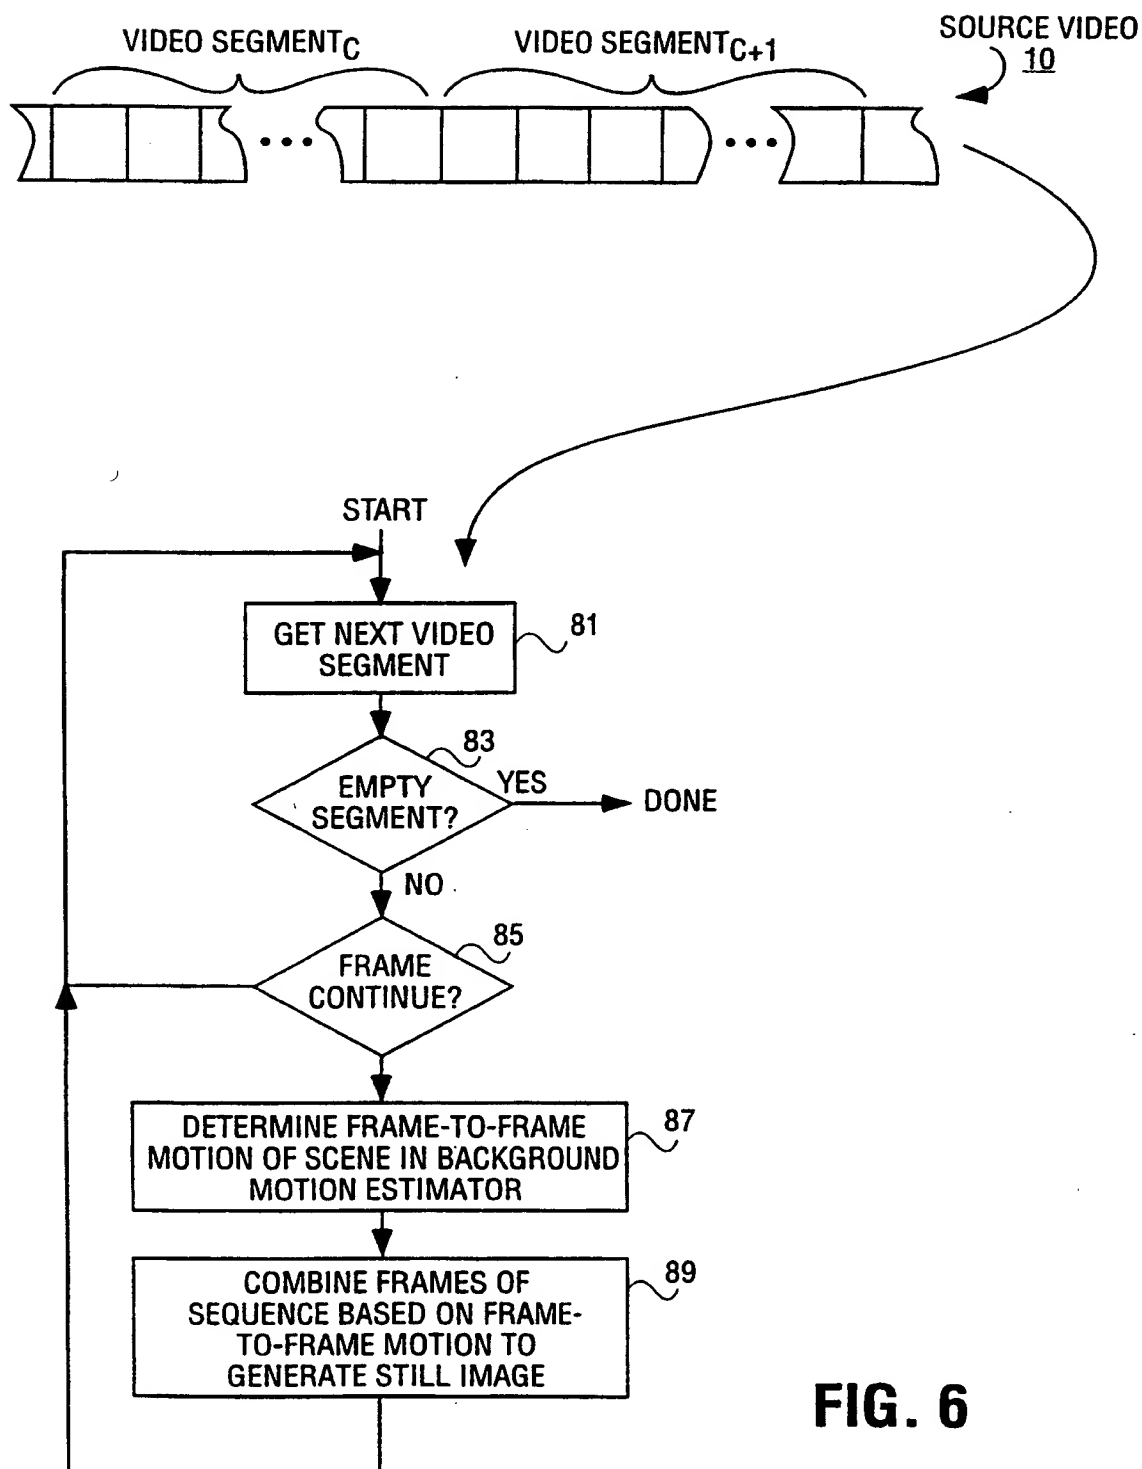 VIDEO SEGMENTC
VIDEO SEGMENTC+1
SOURCE VIDEO
10
START
GET NEXT VIDEO
SEGMENT
81
83
EMPTY
SEGMENT?
YES
DONE
NO
85
FRAME
CONTINUE?
DETERMINE FRAME-TO-FRAME
MOTION OF SCENE IN BACKGROUND
MOTION ESTIMATOR
87
COMBINE FRAMES OF
SEQUENCE BASED ON FRAME-
TO-FRAME MOTION TO
GENERATE STILL IMAGE
89
FIG. 6